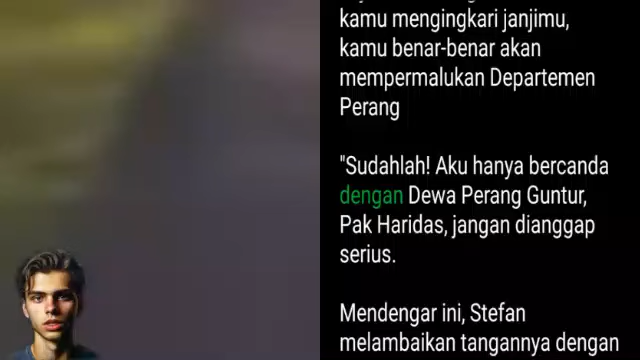 kamu mengingkari janjimu,
kamu benar-benar akan
mempermalukan Departemen
Perang
"Sudahlah! Aku hanya bercanda
dengan Dewa Perang Guntur,
Pak Haridas, jangan dianggap
serius.
Mendengar ini, Stefan
melambaikan tangannya dengan